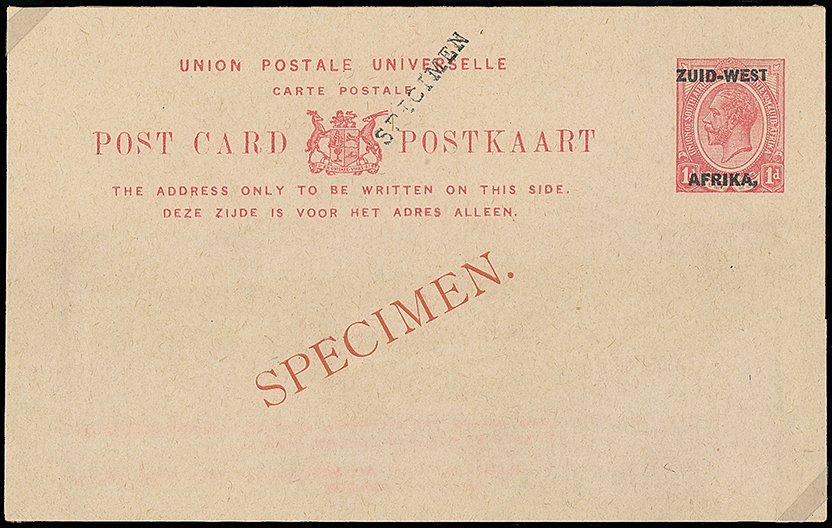 UNION POSTALE UNIVERSELLE
CARTE POSTALE
SPECIMEN
POST CARD POSTKAART
THE ADDRESS ONLY TO BE WRITTEN ON THIS SIDE.
DEZE ZIJDE IS VOOR HET ADRES ALLEEN.
ZUID-WEST
AFRIKA.
1d 1d
SPECIMEN.